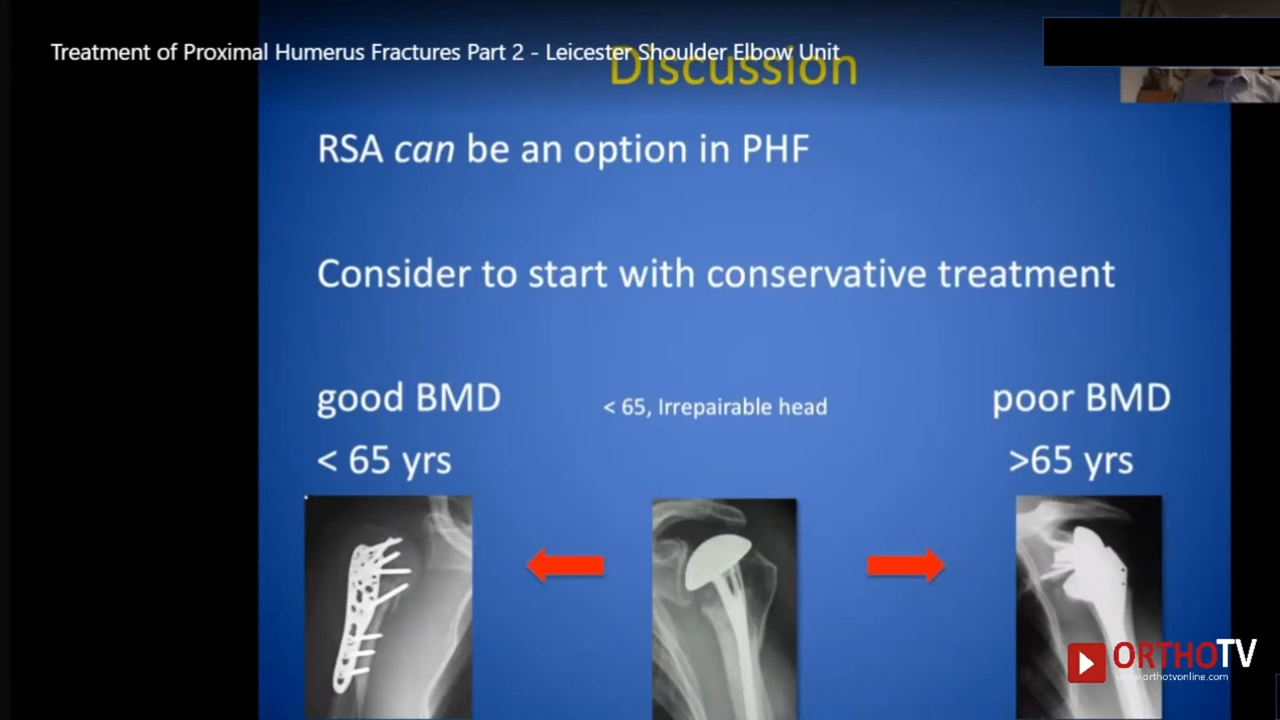 Treatment of Proximal Humerus Fractures Part 2 - Leicester Shoulder Elbow Unit
Discussion
RSA can be an option in PHF
Consider to start with conservative treatment
good BMD
< 65, Irrepairable head
poor BMD
< 65 yrs
>65 yrs
ORTHOTV
www.orthotvonline.com